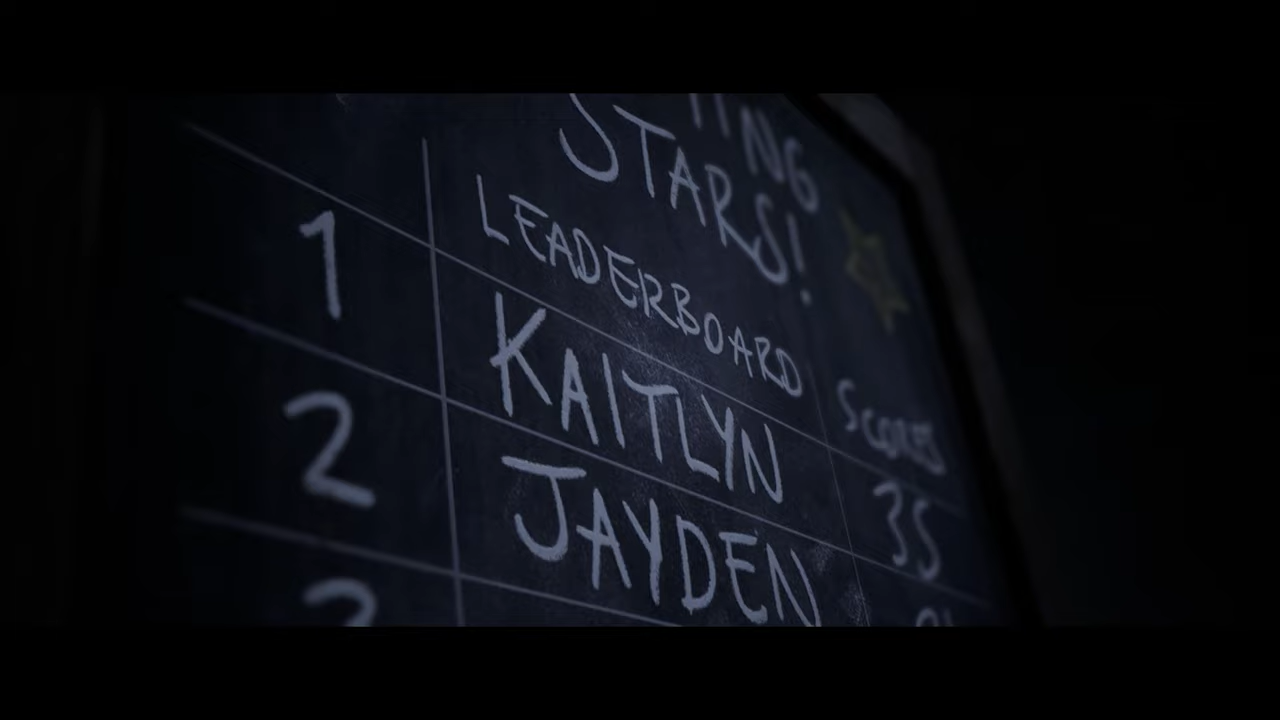 STARS!
LEADERBOARD
SCORES
1 KAITLYN 35
2 JAYDEN